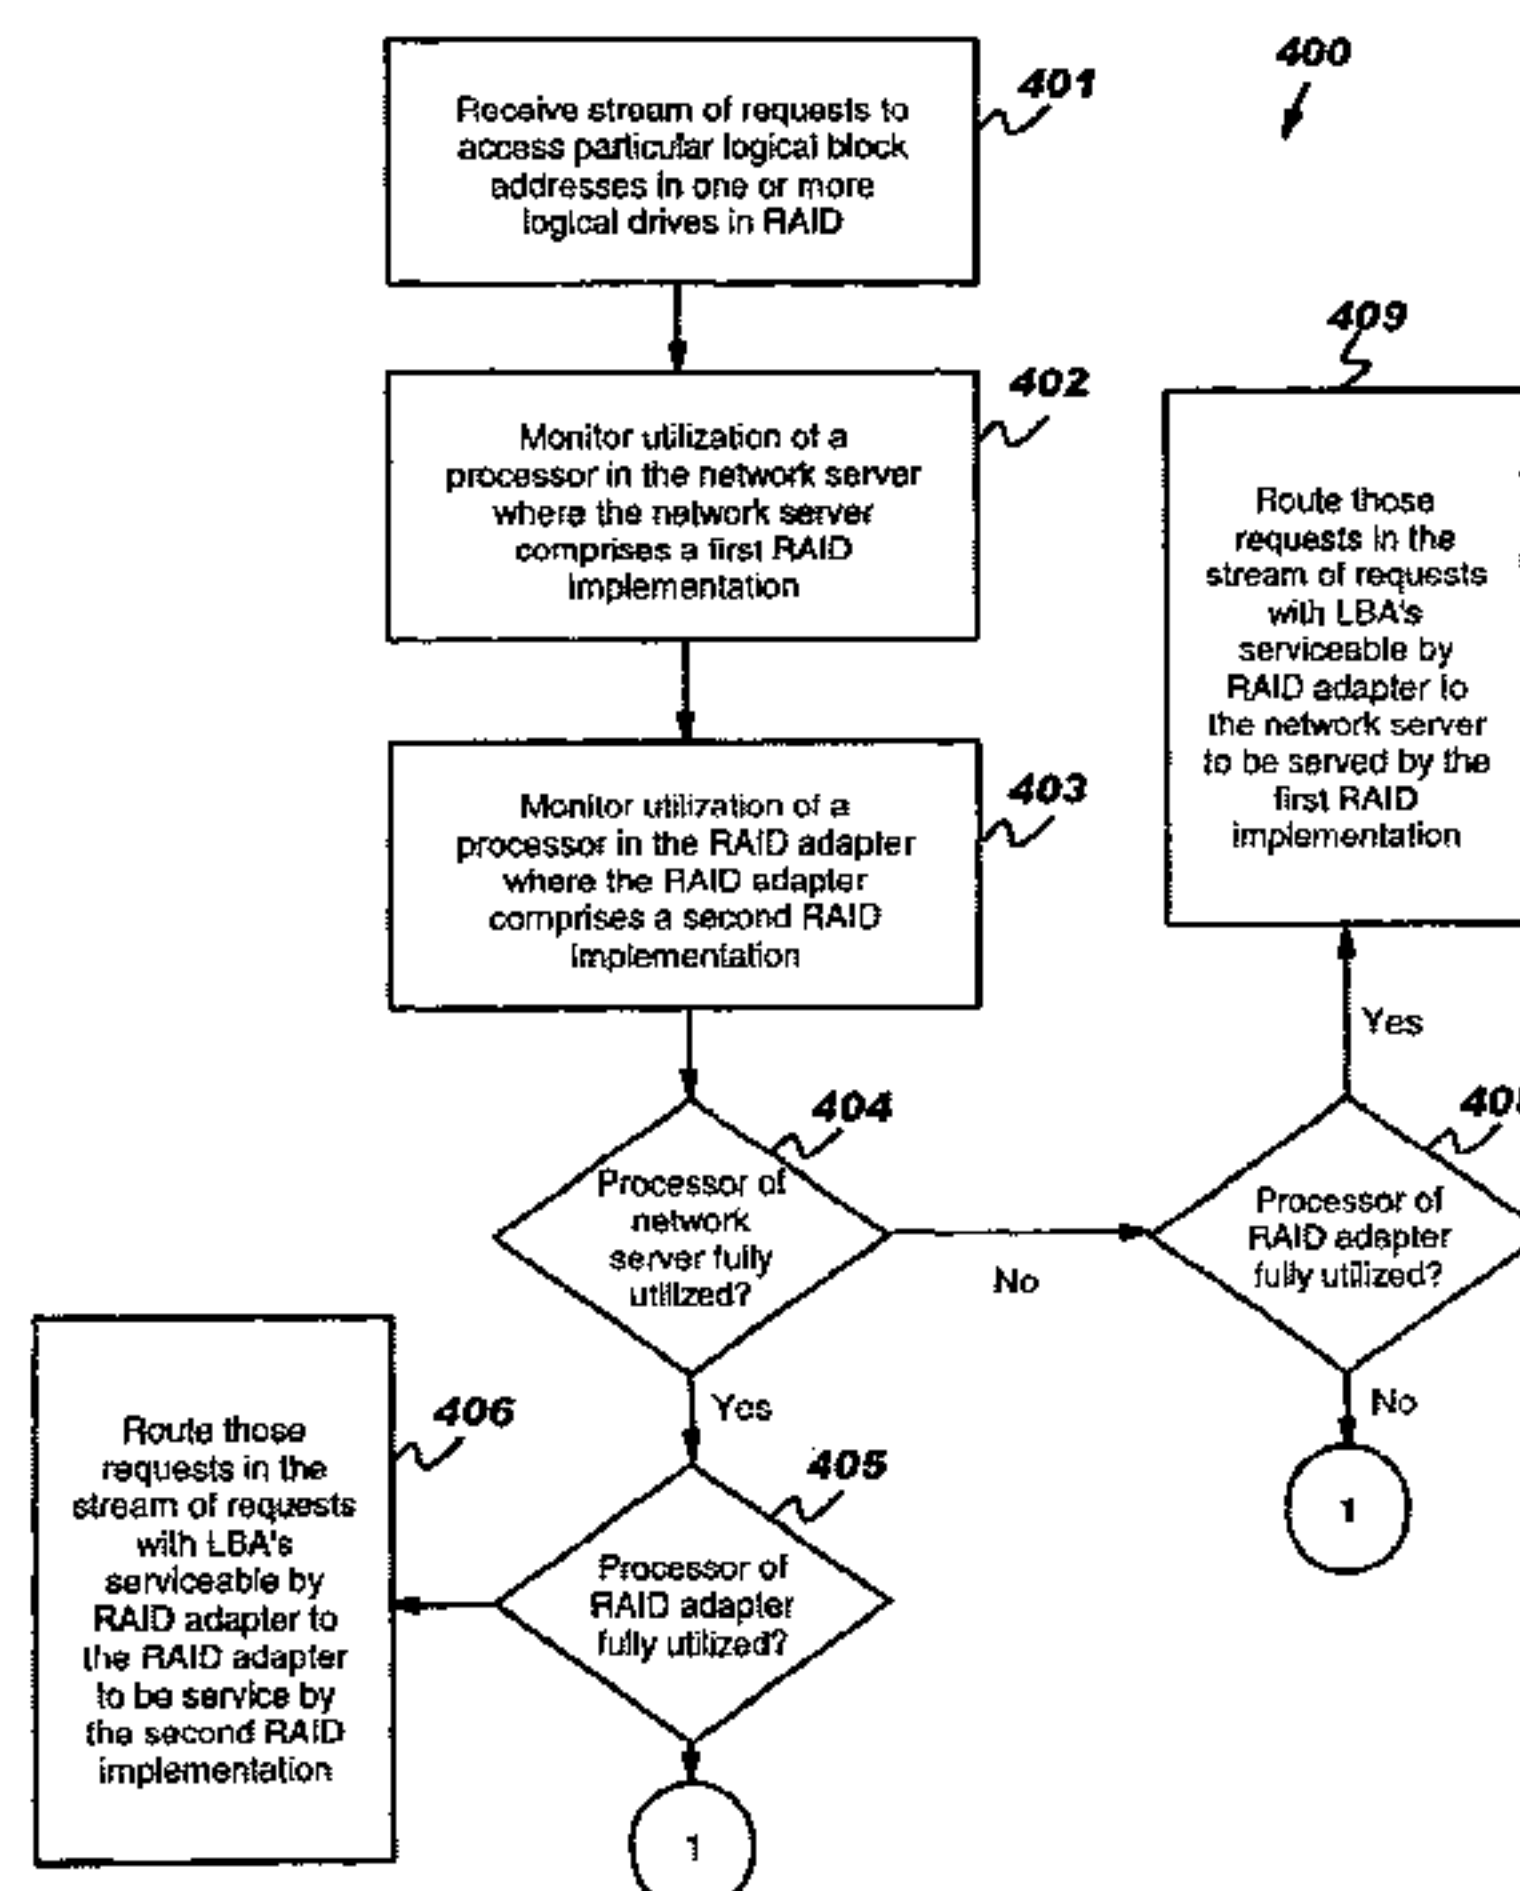 400
401
Receive stream of requests to
access particular logical block
addresses in one or more
logical drives in RAID
402
Monitor utilization of a
processor in the network server
where the network server
comprises a first RAID
implementation
403
Monitor utilization of a
processor in the RAID adapter
where the RAID adapter
comprises a second RAID
implementation
409
Route those
requests in the
stream of requests
with LBA's
serviceable by
RAID adapter to
the network server
to be served by the
first RAID
implementation
Yes
404
Processor of
network
server fully
utilized?
No
Processor of
RAID adapter
fully utilized?
No
1
Yes
405
Processor of
RAID adapter
fully utilized?
1
406
Route those
requests in the
stream of requests
with LBA's
serviceable by
RAID adapter to
the RAID adapter
to be service by
the second RAID
implementation